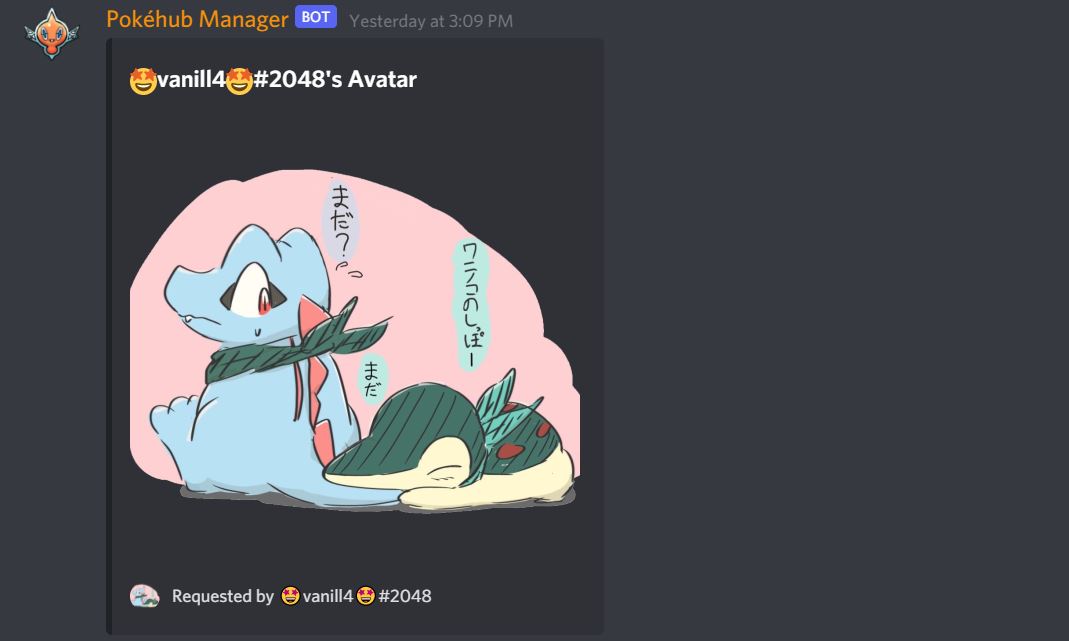 Pokéhub Manager BOT Yesterday at 3:09 PM
🤩vanill4🤩#2048's Avatar
まだ?
ワニノコのしっぽー
まだ
Requested by 🤩vanill4🤩#2048